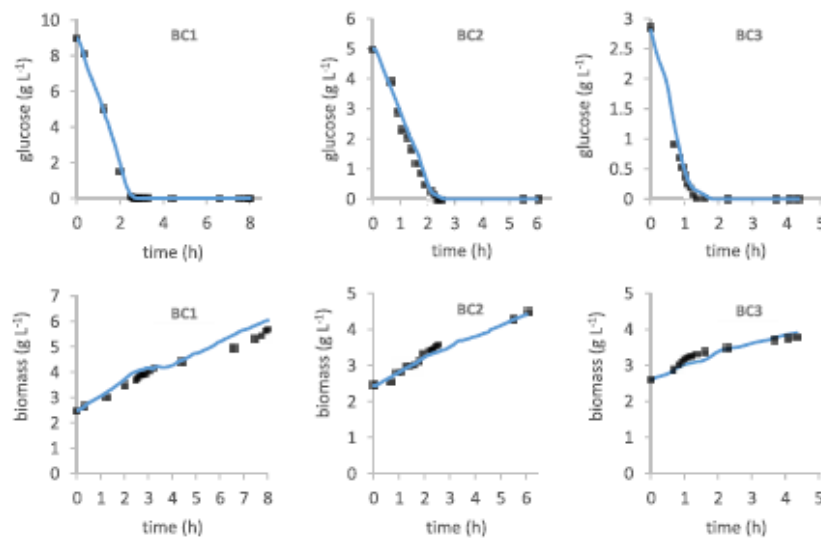 BC1
glucose (g L⁻¹)
10
8
6
4
2
0
0 2 4 6 8
time (h)
BC2
glucose (g L⁻¹)
6
5
4
3
2
1
0
0 1 2 3 4 5 6
time (h)
BC3
glucose (g L⁻¹)
3
2.5
2
1.5
1
0.5
0
0 1 2 3 4 5
time (h)
BC1
biomass (g L⁻¹)
7
6
5
4
3
2
1
0
0 1 2 3 4 5 6 7 8
time (h)
BC2
biomass (g L⁻¹)
5
4
3
2
1
0
0 1 2 3 4 5 6
time (h)
BC3
biomass (g L⁻¹)
5
4
3
2
1
0
0 1 2 3 4 5
time (h)